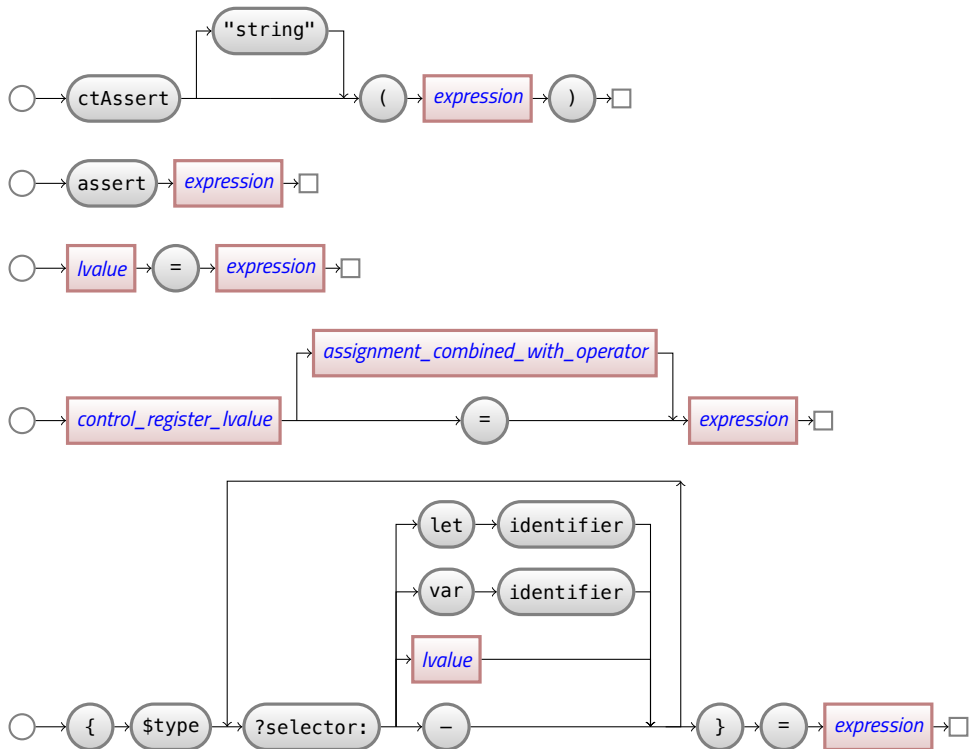 "string"
ctAssert ( expression )
assert expression
lvalue = expression
assignment_combined_with_operator
control_register_lvalue = expression
let identifier
var identifier
lvalue
{ $type ?selector: – } = expression